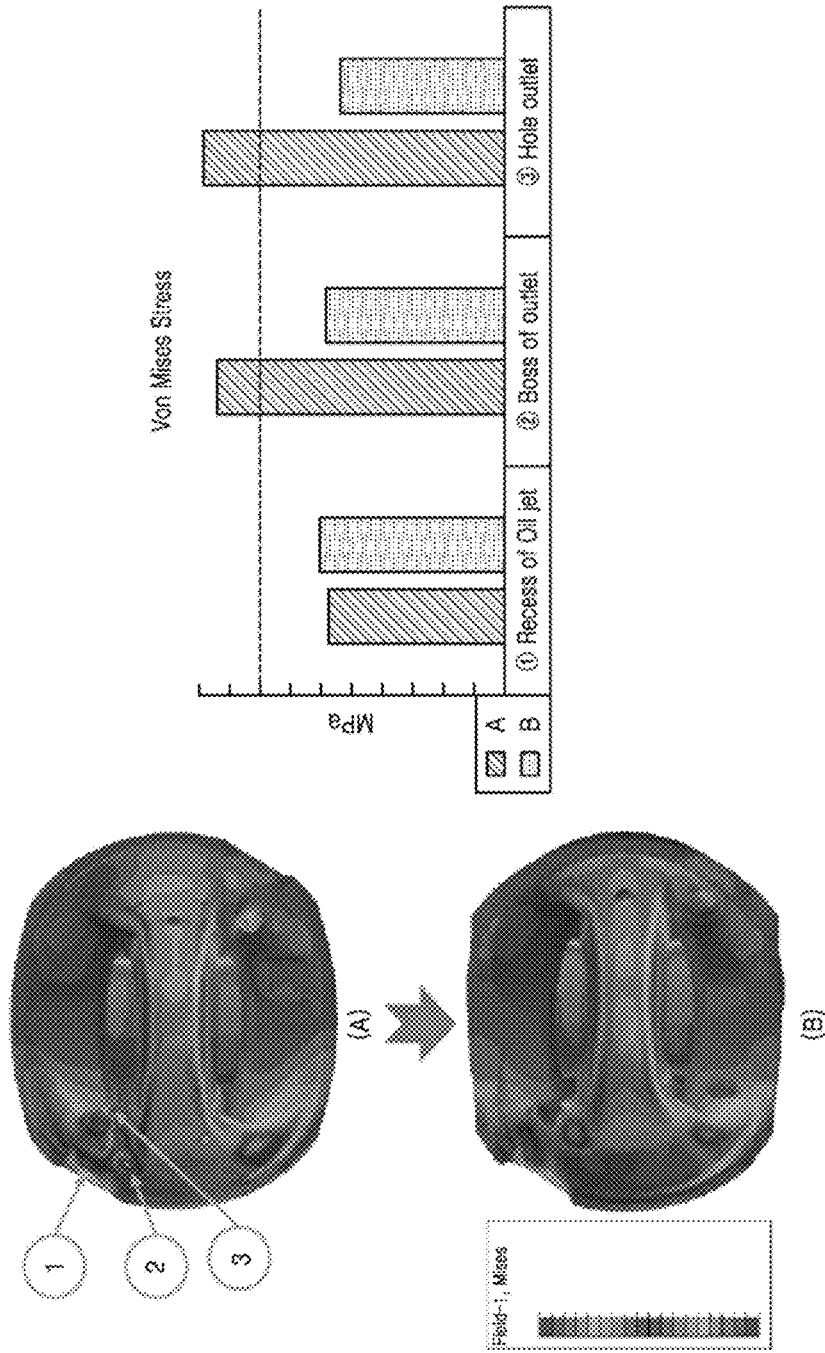 1
2
3
(A)
(B)
Field-1, Mises
Von Mises Stress
MPa
A
B
① Recess of Oil jet
② Boss of outlet
③ Hole outlet